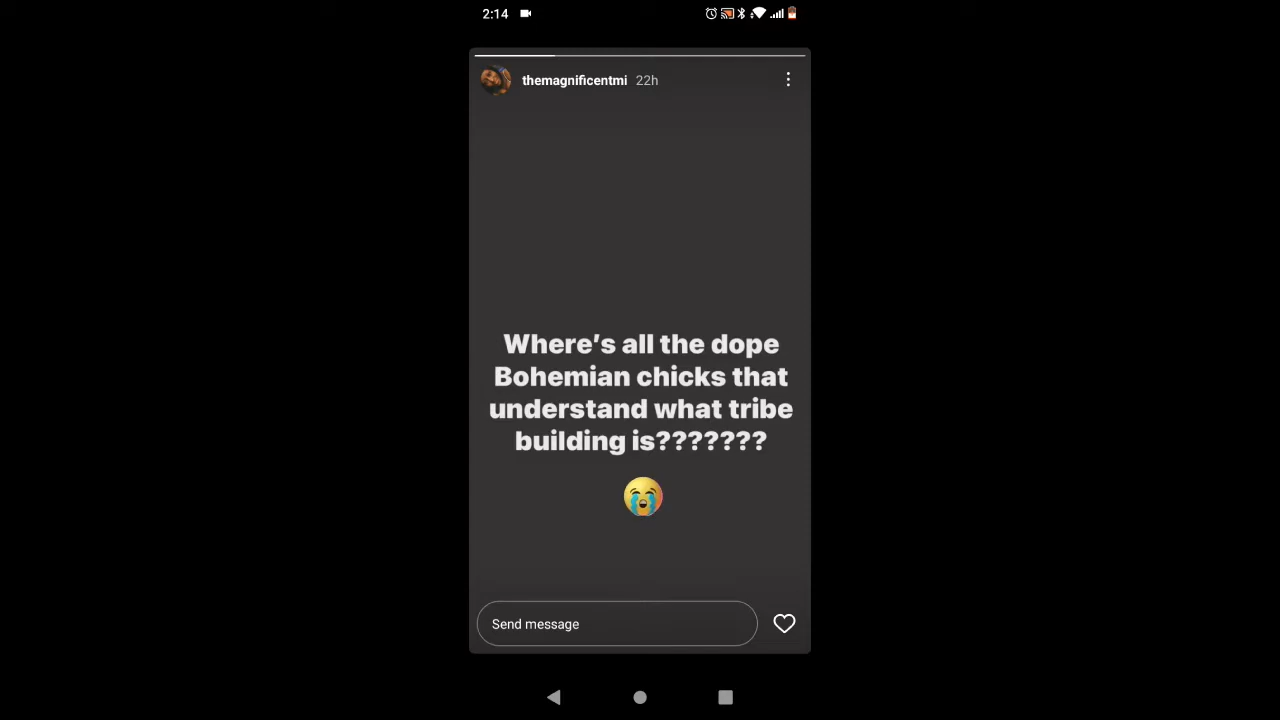 2:14
themagnificentmi 22h
Where's all the dope
Bohemian chicks that
understand what tribe
building is???????
Send message